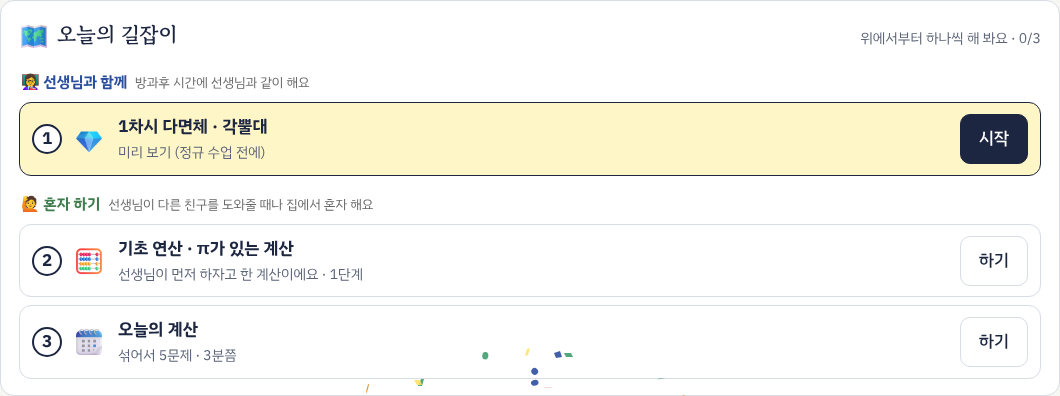 오늘의 길잡이
위에서부터 하나씩 해 봐요 · 0/3
선생님과 함께 방과후 시간에 선생님과 같이 해요
1 1차시 다면체 · 각뿔대 시작
미리 보기 (정규 수업 전에)
혼자 하기 선생님이 다른 친구를 도와줄 때나 집에서 혼자 해요
2 기초 연산 · π가 있는 계산 하기
선생님이 먼저 하자고 한 계산이에요 · 1단계
3 오늘의 계산 하기
섞어서 5문제 · 3분쯤